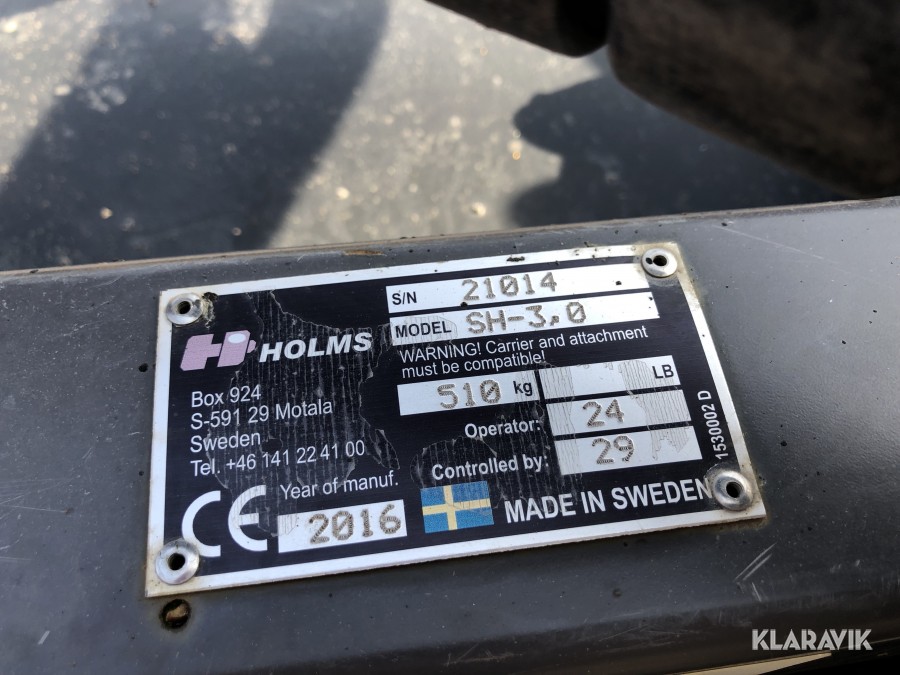 S/N 21014
MODEL SH-3,0
HOLMS
WARNING! Carrier and attachment
must be compatible!
510 kg
LB
Box 924
S-591 29 Motala
Sweden
Tel. +46 141 22 41 00
Operator: 24
Controlled by: 29
1530002 D
CE
Year of manuf.
2016
MADE IN SWEDEN
KLARAVIK